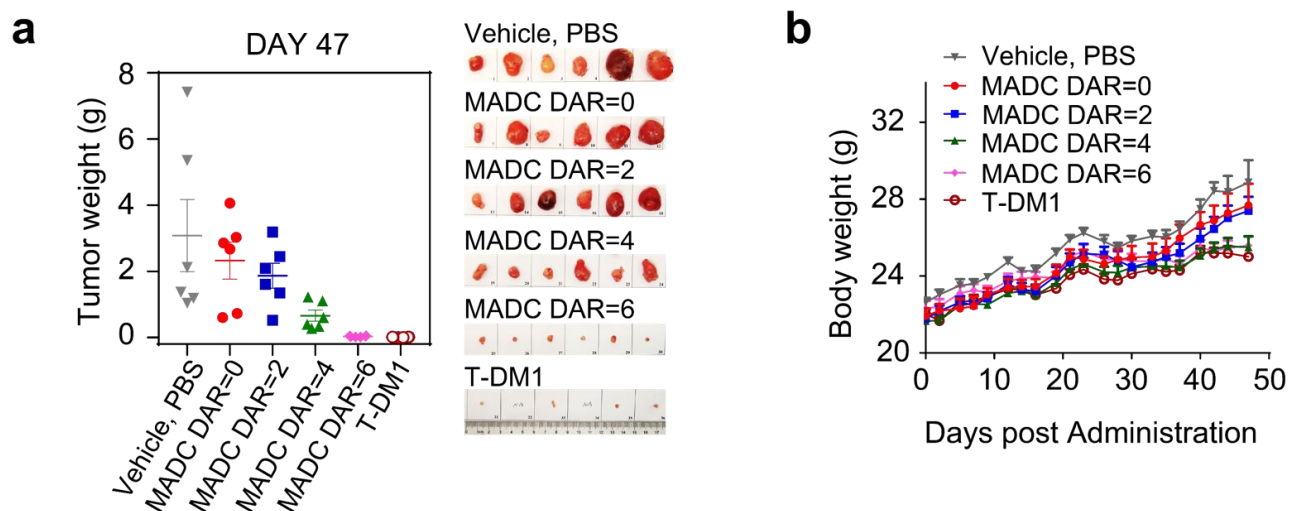 a
DAY 47
Tumor weight (g)
8
6
4
2
0
Vehicle, PBS
MADC DAR=0
MADC DAR=2
MADC DAR=4
MADC DAR=6
T-DM1
Vehicle, PBS
MADC DAR=0
MADC DAR=2
MADC DAR=4
MADC DAR=6
T-DM1
b
Vehicle, PBS
MADC DAR=0
MADC DAR=2
MADC DAR=4
MADC DAR=6
T-DM1
Body weight (g)
32
28
24
20
0 10 20 30 40 50
Days post Administration